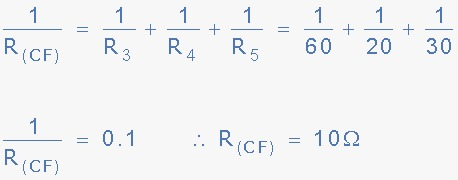 1/R(CF) = 1/R3 + 1/R4 + 1/R5 = 1/60 + 1/20 + 1/30
1/R(CF) = 0.1 ∴ R(CF) = 10Ω